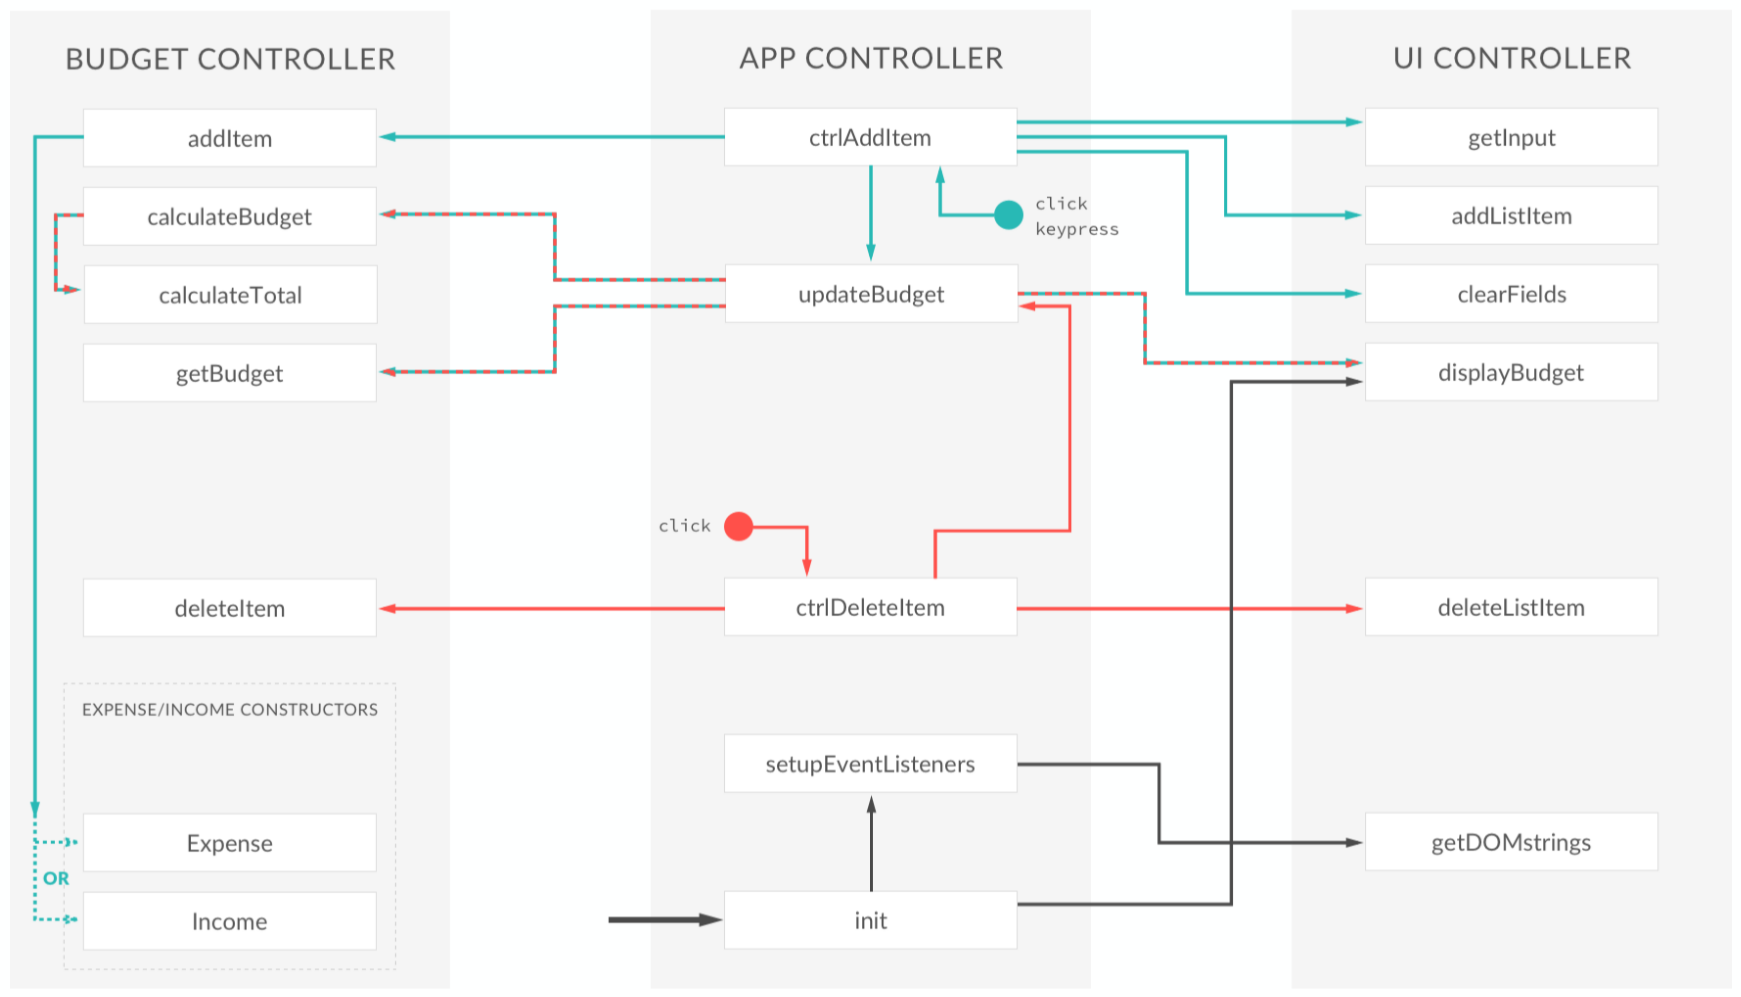 BUDGET CONTROLLER
addItem
calculateBudget
calculateTotal
getBudget
deleteItem
EXPENSE/INCOME CONSTRUCTORS
Expense
OR
Income
APP CONTROLLER
ctrlAddItem
click
keypress
updateBudget
click
ctrlDeleteItem
setupEventListeners
init
UI CONTROLLER
getInput
addListItem
clearFields
displayBudget
deleteListItem
getDOMstrings